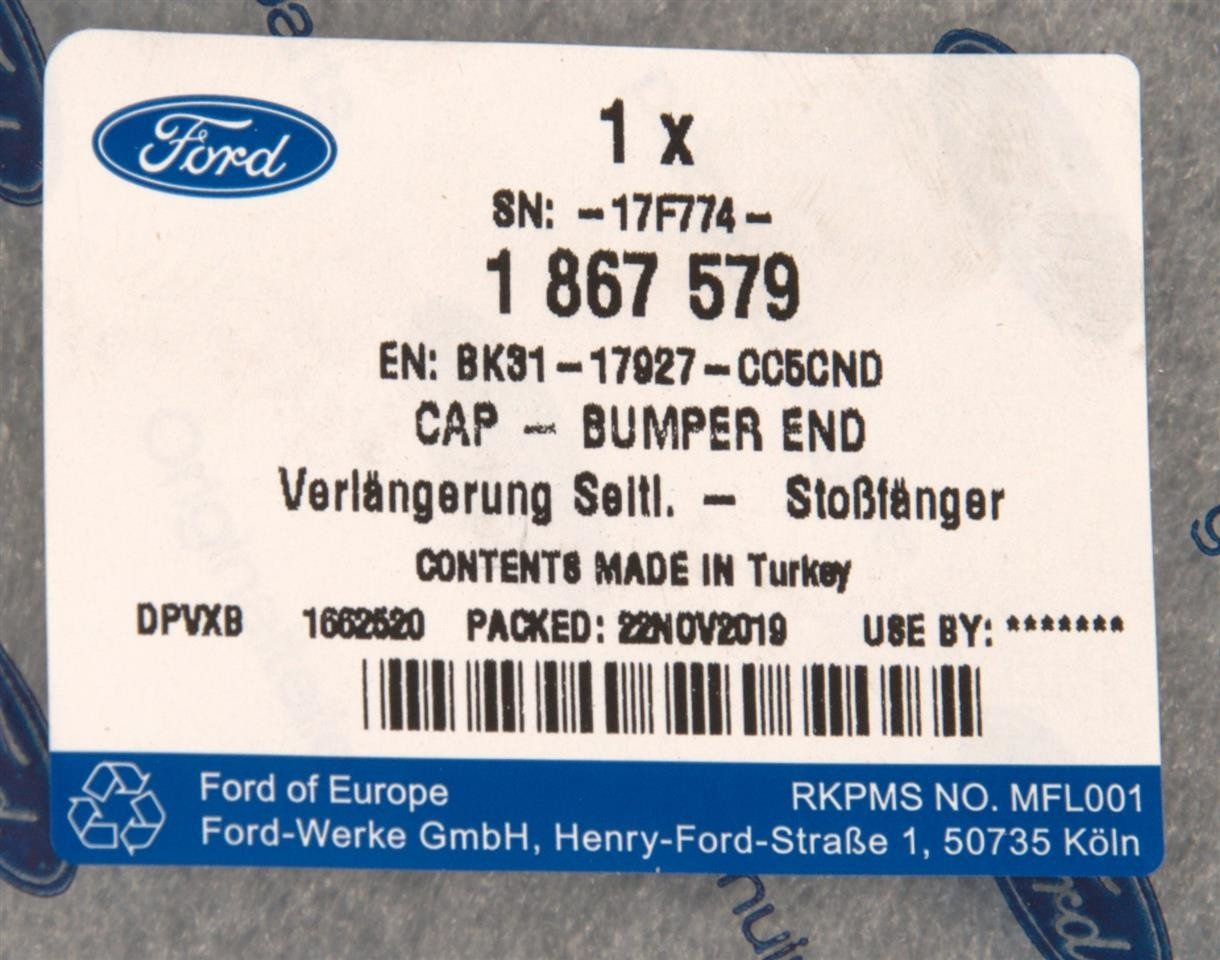 Ford
1 x
SN: -17F774-
1 867 579
EN: BK31-17927-CC5CND
CAP - BUMPER END
Verlängerung Seitl. - Stoßfänger
CONTENTS MADE IN Turkey
DPVXB 1662520 PACKED: 22NOV2019 USE BY: *******
Ford of Europe
RKPMS NO. MFL001
Ford-Werke GmbH, Henry-Ford-Straße 1, 50735 Köln